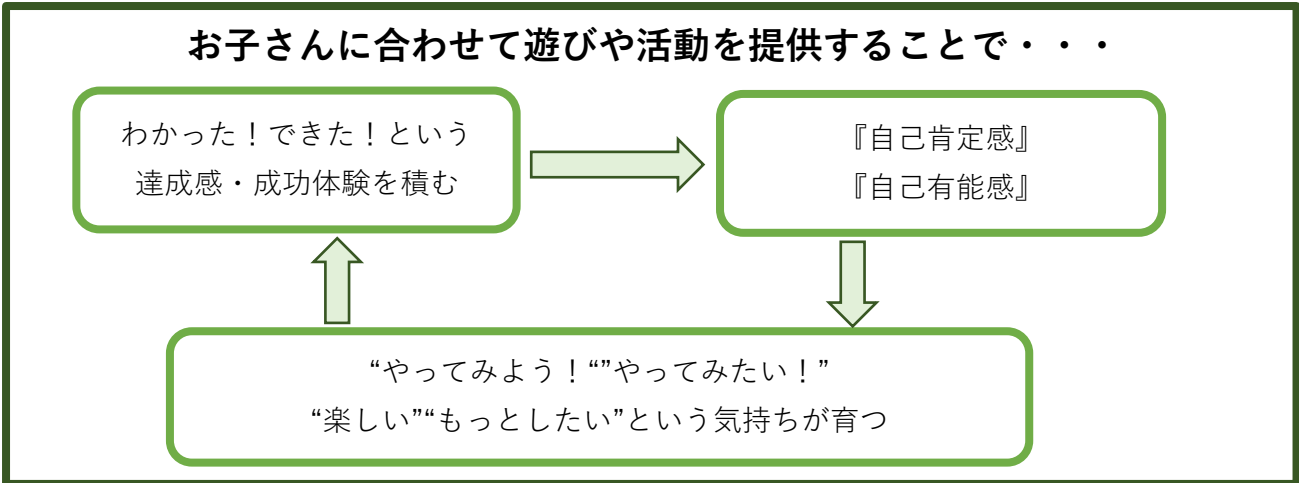 お子さんに合わせて遊びや活動を提供することで・・・
わかった！できた！という
達成感・成功体験を積む
『自己肯定感』
『自己有能感』
“やってみよう！“”やってみたい！”
“楽しい”“もっとしたい”という気持ちが育つ